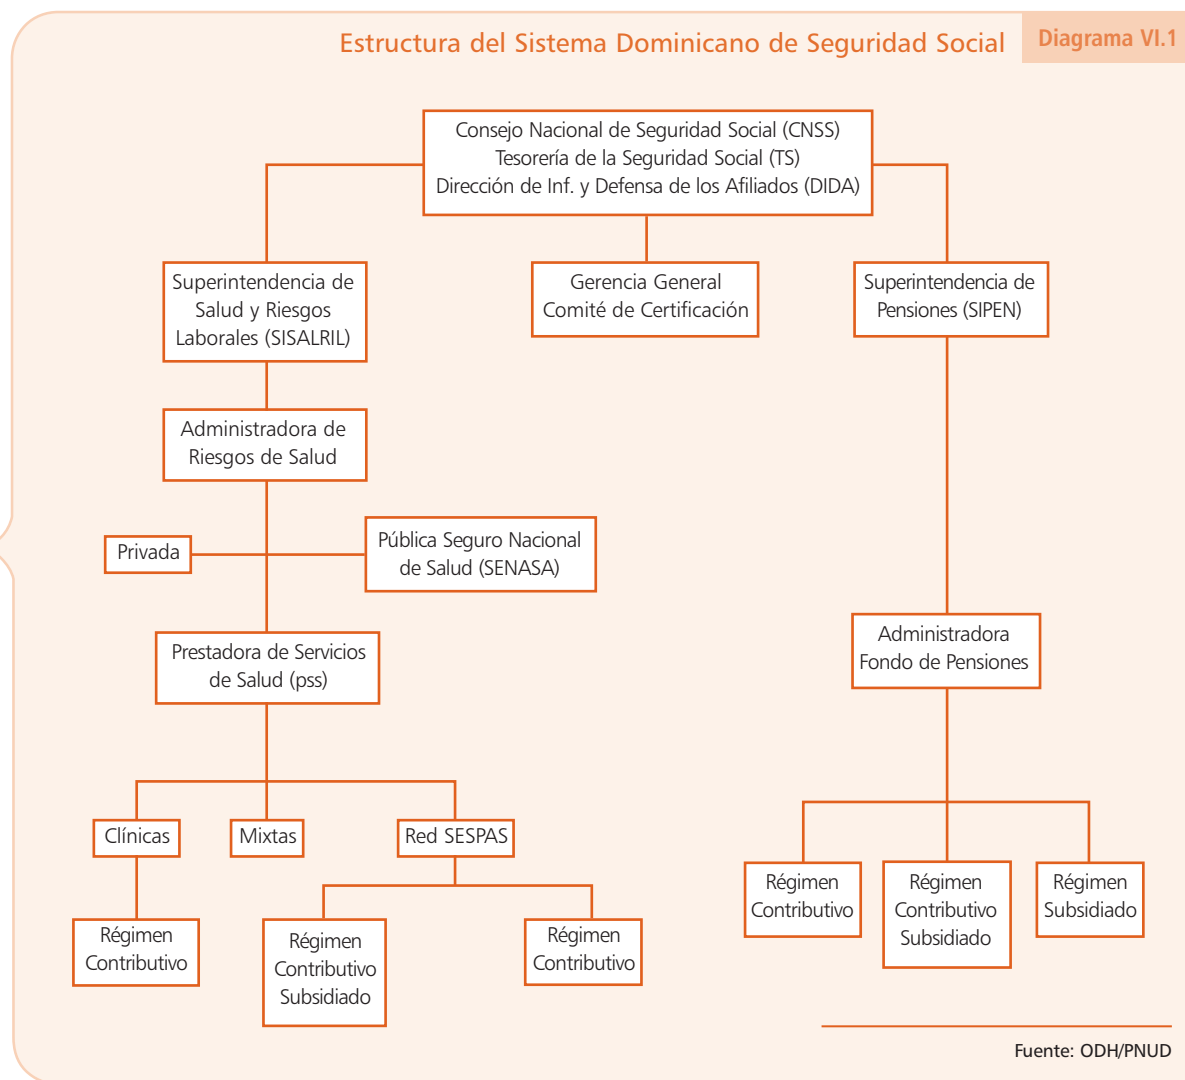 Estructura del Sistema Dominicano de Seguridad Social
Diagrama VI.1
Consejo Nacional de Seguridad Social (CNSS)
Tesorería de la Seguridad Social (TS)
Dirección de Inf. y Defensa de los Afiliados (DIDA)
Superintendencia de
Salud y Riesgos
Laborales (SISALRIL)
Gerencia General
Comité de Certificación
Superintendencia de
Pensiones (SIPEN)
Administradora de
Riesgos de Salud
Privada
Pública Seguro Nacional
de Salud (SENASA)
Prestadora de Servicios
de Salud (pss)
Administradora
Fondo de Pensiones
Clínicas
Mixtas
Red SESPAS
Régimen
Contributivo
Régimen
Contributivo
Subsidiado
Régimen
Contributivo
Régimen
Contributivo
Régimen
Contributivo
Subsidiado
Régimen
Subsidiado
Fuente: ODH/PNUD